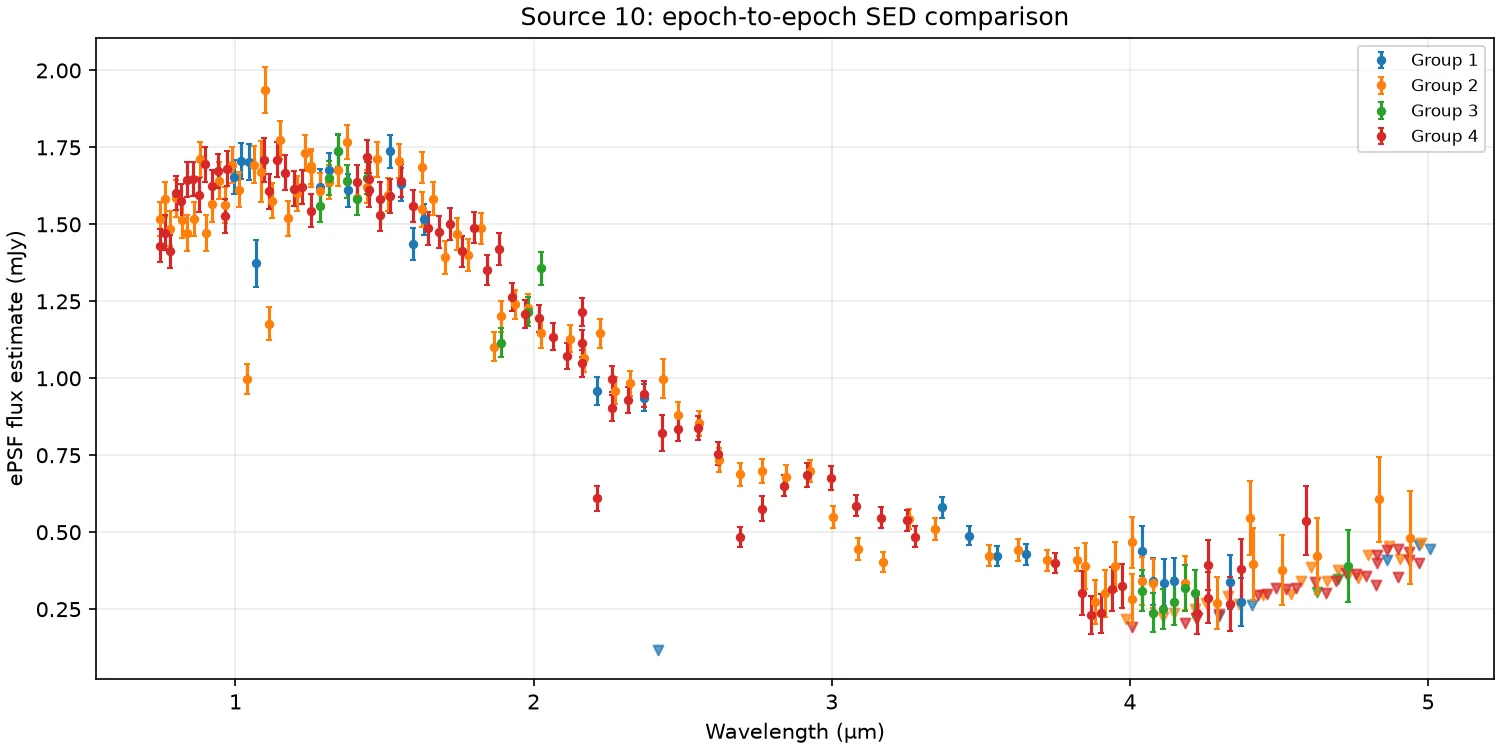 Source 10: epoch-to-epoch SED comparison
ePSF flux estimate (mJy)
2.00
1.75
1.50
1.25
1.00
0.75
0.50
0.25
Group 1
Group 2
Group 3
Group 4
1 2 3 4 5
Wavelength (µm)